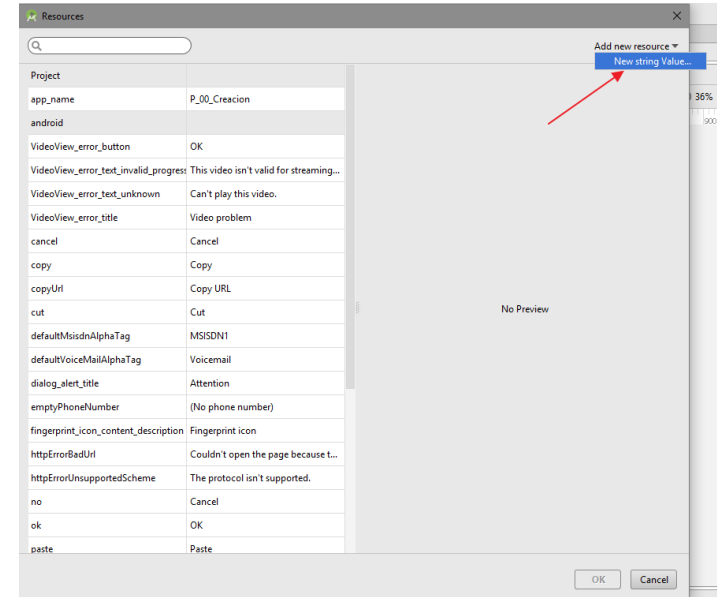 Resources
Add new resource
New string Value...
Project
app_name P_00_Creacion
android
VideoView_error_button OK
VideoView_error_text_invalid_progress This video isn't valid for streaming...
VideoView_error_text_unknown Can't play this video.
VideoView_error_title Video problem
cancel Cancel
copy Copy
copyUrl Copy URL
cut Cut
defaultMsisdnAlphaTag MSISDN1
defaultVoiceMailAlphaTag Voicemail
dialog_alert_title Attention
emptyPhoneNumber (No phone number)
fingerprint_icon_content_description Fingerprint icon
httpErrorBadUrl Couldn't open the page because t...
httpErrorUnsupportedScheme The protocol isn't supported.
no Cancel
ok OK
paste Paste
No Preview
OK Cancel
36%
900